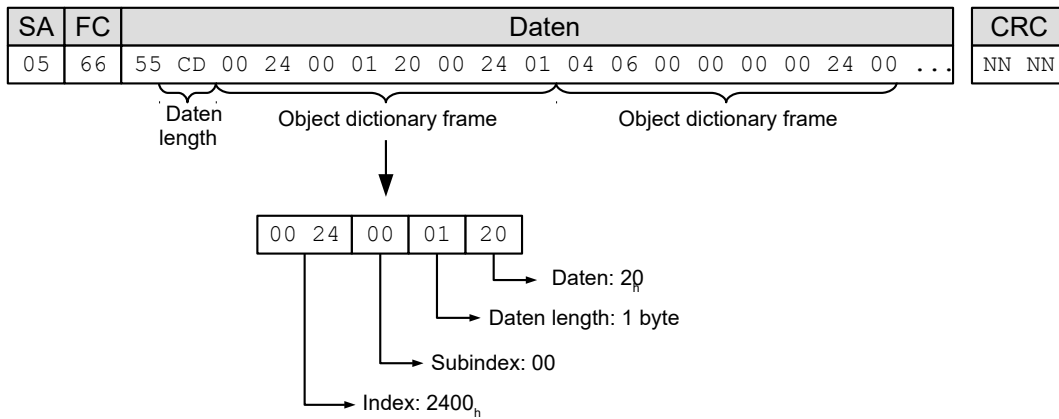 SA FC Daten CRC
05 66 55 CD 00 24 00 01 20 00 24 01 04 06 00 00 00 00 24 00 ... NN NN
Daten length
Object dictionary frame
Object dictionary frame
00 24 00 01 20
Daten: 20h
Daten length: 1 byte
Subindex: 00
Index: 2400h